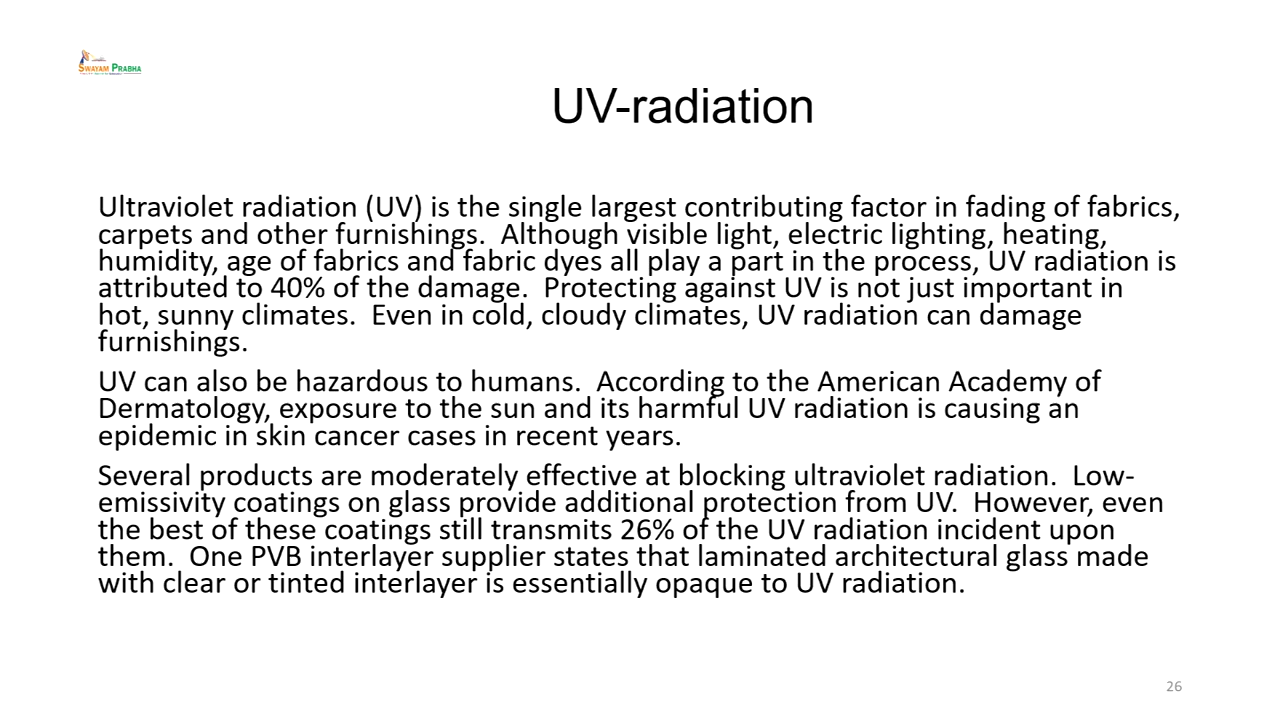 SWAYAM PRABHA
UV-radiation
Ultraviolet radiation (UV) is the single largest contributing factor in fading of fabrics,
carpets and other furnishings.  Although visible light, electric lighting, heating,
humidity, age of fabrics and fabric dyes all play a part in the process, UV radiation is
attributed to 40% of the damage.  Protecting against UV is not just important in
hot, sunny climates.  Even in cold, cloudy climates, UV radiation can damage
furnishings.
UV can also be hazardous to humans.  According to the American Academy of
Dermatology, exposure to the sun and its harmful UV radiation is causing an
epidemic in skin cancer cases in recent years.
Several products are moderately effective at blocking ultraviolet radiation.  Low-
emissivity coatings on glass provide additional protection from UV.  However, even
the best of these coatings still transmits 26% of the UV radiation incident upon
them.  One PVB interlayer supplier states that laminated architectural glass made
with clear or tinted interlayer is essentially opaque to UV radiation.
26